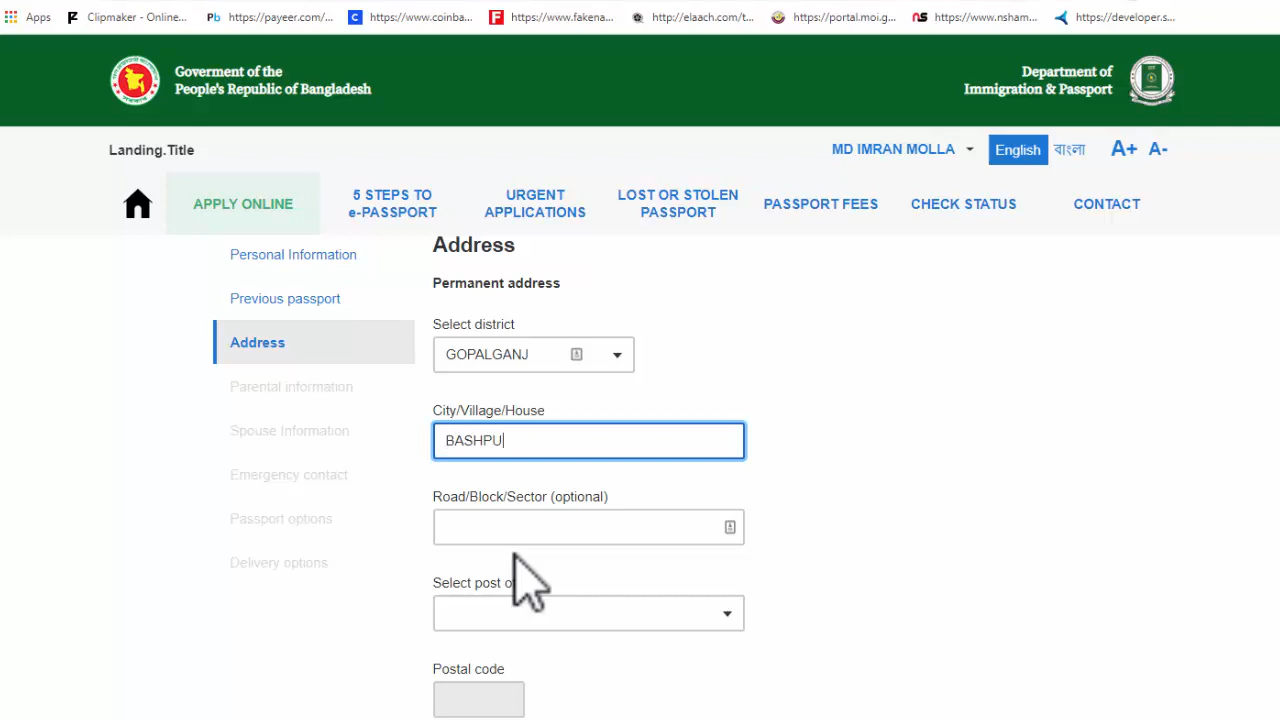 Apps
Clipmaker - Online...
Pb https://payeer.com/...
C https://www.coinba...
F https://www.fakena...
http://elaach.com/t...
https://portal.moi.g...
ns https://www.nsham...
https://developer.s...
Goverment of the
People's Republic of Bangladesh
Department of
Immigration & Passport
Landing.Title
MD IMRAN MOLLA
English
বাংলা
A+ A-
APPLY ONLINE
5 STEPS TO
e-PASSPORT
URGENT
APPLICATIONS
LOST OR STOLEN
PASSPORT
PASSPORT FEES
CHECK STATUS
CONTACT
Personal Information
Previous passport
Address
Parental information
Spouse Information
Emergency contact
Passport options
Delivery options
Address
Permanent address
Select district
GOPALGANJ
City/Village/House
BASHPU
Road/Block/Sector (optional)
Select post
Postal code